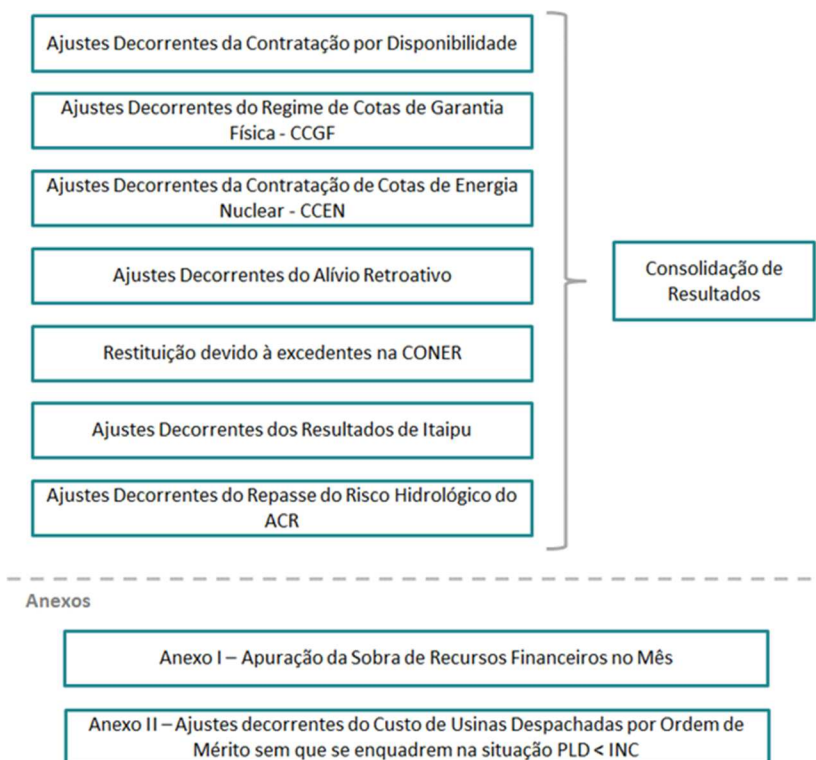 Ajustes Decorrentes da Contratação por Disponibilidade
Ajustes Decorrentes do Regime de Cotas de Garantia
Física - CCGF
Ajustes Decorrentes da Contratação de Cotas de Energia
Nuclear - CCEN
Ajustes Decorrentes do Alívio Retroativo
Restituição devido à excedentes na CONER
Ajustes Decorrentes dos Resultados de Itaipu
Ajustes Decorrentes do Repasse do Risco Hidrológico do
ACR
Consolidação de
Resultados
Anexos
Anexo I – Apuração da Sobra de Recursos Financeiros no Mês
Anexo II – Ajustes decorrentes do Custo de Usinas Despachadas por Ordem de
Mérito sem que se enquadrem na situação PLD < INC